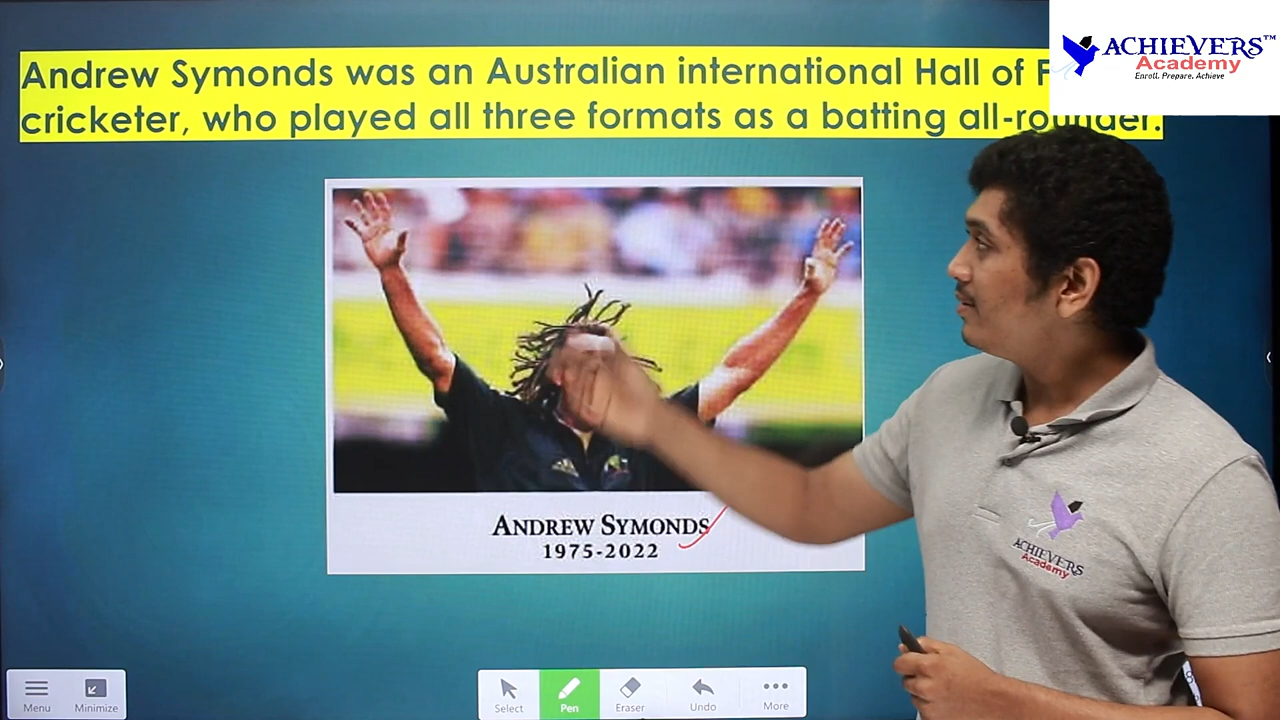 Andrew Symonds was an Australian international Hall of
cricketer, who played all three formats as a batting all-rounder.
ACHIEVERS™
Academy
Enroll. Prepare. Achieve
ANDREW SYMONDS
1975-2022
ACHIEVERS
Academy
Menu
Minimize
Select
Pen
Eraser
Undo
More